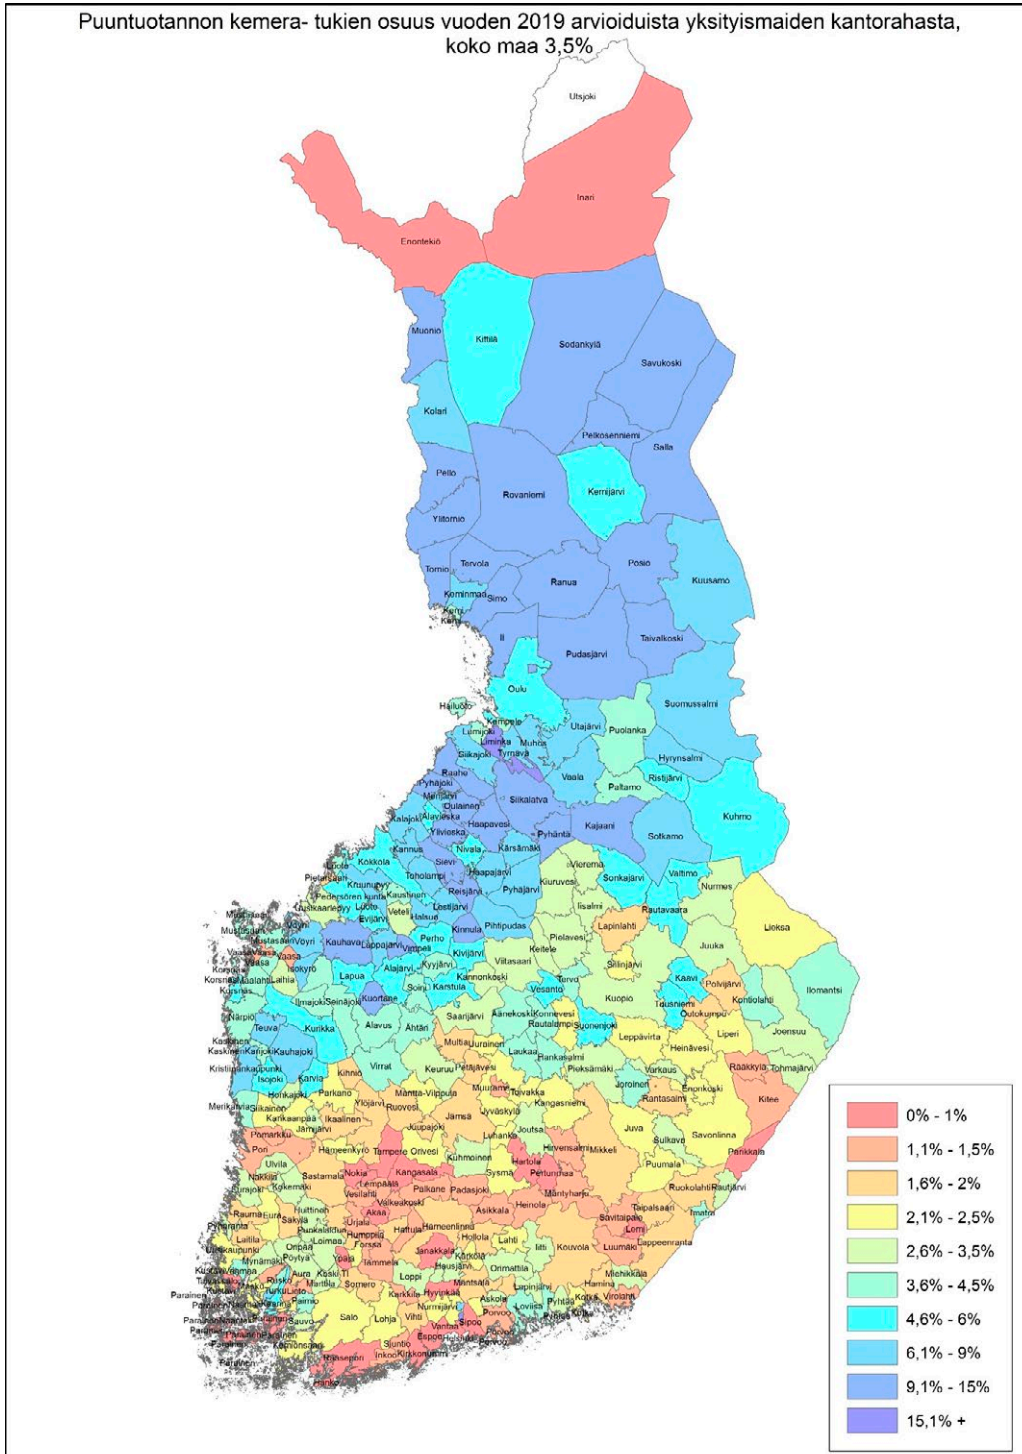 Puuntuotannon kemera- tukien osuus vuoden 2019 arvioiduista yksityismaiden kantorahasta,
koko maa 3,5%
Utsjoki
Inari
Enontekiö
Muonio
Kittilä
Sodankylä
Savukoski
Kolari
Pelkosenniemi
Salla
Pello
Rovaniemi
Kemijärvi
Ylitornio
Tornio
Tervola
Ranua
Posio
Kuusamo
Simo
Ii
Pudasjärvi
Taivalkoski
Oulu
Hailuoto
Kempele
Utajärvi
Puolanka
Suomussalmi
Lumijoki
Liminka
Muhos
Tyrnävä
Siikajoki
Hyrynsalmi
Raahe
Vaala
Ristijärvi
Pyhäjoki
Paltamo
Merijärvi
Siikalatva
Oulainen
Kuhmo
Kalajoki
Alavieska
Haapavesi
Kajaani
Ylivieska
Pyhäntä
Sotkamo
Kannus
Nivala
Kärsämäki
Kokkola
Sievi
Vieremä
Toholampi
Haapajärvi
Sonkajärvi
Valtimo
Kruunupyy
Reisjärvi
Pyhäjärvi
Kiuruvesi
Nurmes
Pedersören kunta
Kaustinen
Lestijärvi
Iisalmi
Rautavaara
Veteli
Halsua
Evijärvi
Kinnula
Pihtipudas
Lapinlahti
Lieksa
Vöyri
Kauhava
Lappajärvi
Vimpeli
Perho
Kivijärvi
Pielavesi
Keitele
Juuka
Isokyrö
Laihia
Lapua
Alajärvi
Kyyjärvi
Kannonkoski
Viitasaari
Siilinjärvi
Kaavi
Polvijärvi
Kontiolahti
Ilomantsi
Karstula
Soini
Vesanto
Tervo
Kuopio
Tuusniemi
Outokumpu
Ilmajoki
Seinäjoki
Kuortane
Närpiö
Teuva
Kurikka
Alavus
Ähtäri
Saarijärvi
Äänekoski
Konnevesi
Rautalampi
Suonenjoki
Leppävirta
Liperi
Joensuu
Kaskinen
Karijoki
Kauhajoki
Multia
Uurainen
Laukaa
Hankasalmi
Heinävesi
Kristiinankaupunki
Isojoki
Karvia
Virrat
Keuruu
Petäjävesi
Pieksämäki
Varkaus
Rääkkylä
Tohmajärvi
Honkajoki
Kihniö
Muurame
Toivakka
Joroinen
Enonkoski
Kitee
Merikarvia
Siikainen
Parkano
Mänttä-Vilppula
Kangasniemi
Rantasalmi
Kankaanpää
Ylöjärvi
Ruovesi
Jämsä
Jyväskylä
Jämijärvi
Ikaalinen
Juupajoki
Joutsa
Juva
Savonlinna
Pomarkku
Luhanka
Sulkava
Pori
Hämeenkyrö
Tampere
Orivesi
Hirvensalmi
Mikkeli
Parikkala
Ulvila
Nokia
Kangasala
Kuhmoinen
Hartola
Pertunmaa
Puumala
Nakkila
Sastamala
Lempäälä
Sysmä
Ruokolahti
Rautjärvi
Kokemäki
Vesilahti
Pälkäne
Padasjoki
Mäntyharju
Eurajoki
Huittinen
Valkeakoski
Heinola
Taipalsaari
Imatra
Rauma
Eura
Akaa
Asikkala
Savitaipale
Säkylä
Punkalaidun
Urjala
Hattula
Hämeenlinna
Lemi
Pyhäranta
Laitila
Humppila
Hollola
Lahti
Kouvola
Lappeenranta
Uusikaupunki
Loimaa
Forssa
Janakkala
Kärkölä
Iitti
Luumäki
Mynämäki
Oripää
Pöytyä
Ypäjä
Tammela
Hausjärvi
Orimattila
Miehikkälä
Aura
Koski Tl
Loppi
Marttila
Somero
Mäntsälä
Lapinjärvi
Hamina
Rusko
Turku
Lieto
Karkkila
Hyvinkää
Askola
Kotka
Virolahti
Paimio
Nurmijärvi
Loviisa
Pyhtää
Sauvo
Salo
Lohja
Vihti
Porvoo
Vantaa
Sipoo
Parainen
Kemiönsaari
Siuntio
Espoo
Inkoo
Kirkkonummi
Raasepori
Hanko
0% - 1%
1,1% - 1,5%
1,6% - 2%
2,1% - 2,5%
2,6% - 3,5%
3,6% - 4,5%
4,6% - 6%
6,1% - 9%
9,1% - 15%
15,1% +